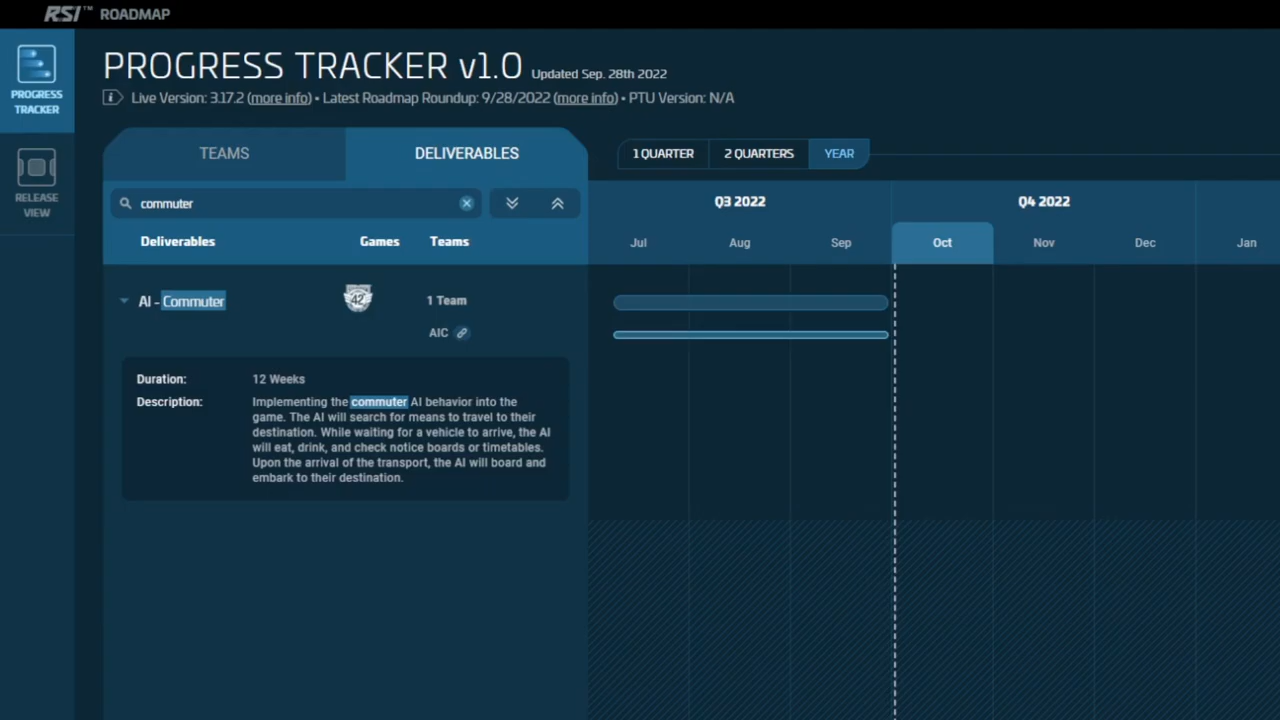 RSI™ ROADMAP
PROGRESS TRACKER
RELEASE VIEW
PROGRESS TRACKER v1.0 Updated Sep. 28th 2022
Live Version: 3.17.2 (more info) • Latest Roadmap Roundup: 9/28/2022 (more info) • PTU Version: N/A
TEAMS DELIVERABLES
1 QUARTER 2 QUARTERS YEAR
commuter
Q3 2022 Q4 2022
Deliverables Games Teams
Jul Aug Sep Oct Nov Dec Jan
AI - Commuter 42 1 Team
AIC
Duration: 12 Weeks
Description: Implementing the commuter AI behavior into the
game. The AI will search for means to travel to their
destination. While waiting for a vehicle to arrive, the AI
will eat, drink, and check notice boards or timetables.
Upon the arrival of the transport, the AI will board and
embark to their destination.